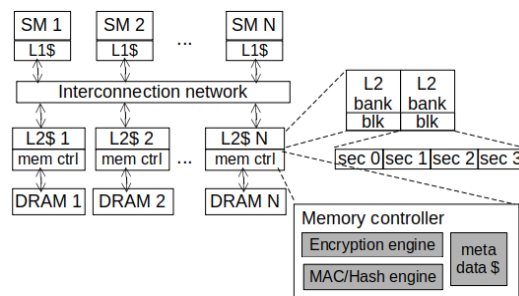 SM 1 SM 2 ... SM N
L1$ L1$ L1$
Interconnection network
L2$ 1 L2$ 2 ... L2$ N
mem ctrl mem ctrl mem ctrl
DRAM 1 DRAM 2 DRAM N
L2 L2
bank bank
blk blk
sec 0 sec 1 sec 2 sec 3
Memory controller
Encryption engine
MAC/Hash engine
meta
data $